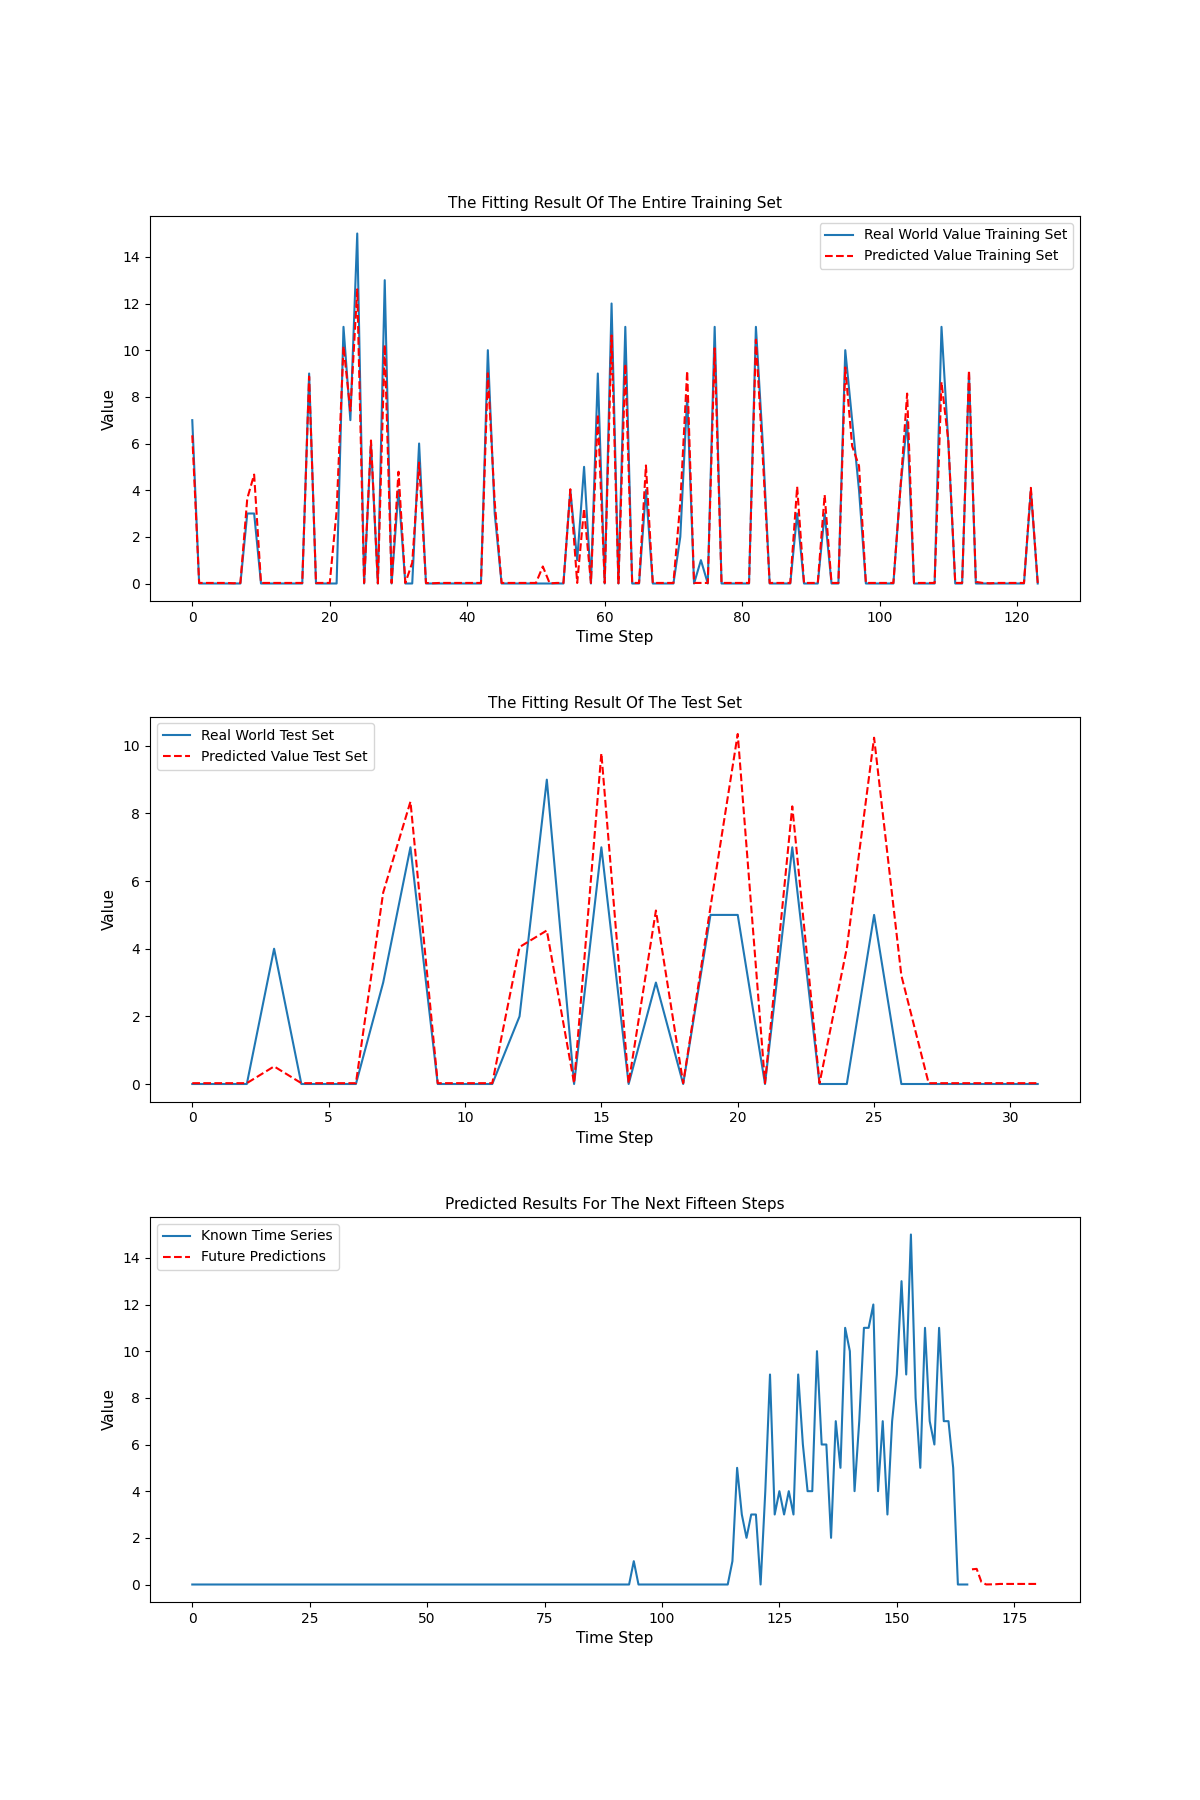 The Fitting Result Of The Entire Training Set
Real World Value Training Set
Predicted Value Training Set
Value
14
12
10
8
6
4
2
0
0 20 40 60 80 100 120
Time Step
The Fitting Result Of The Test Set
Real World Test Set
Predicted Value Test Set
Value
10
8
6
4
2
0
0 5 10 15 20 25 30
Time Step
Predicted Results For The Next Fifteen Steps
Known Time Series
Future Predictions
Value
14
12
10
8
6
4
2
0
0 25 50 75 100 125 150 175
Time Step